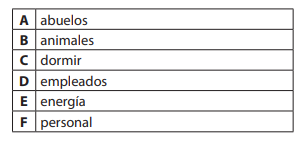 A abuelos
B animales
C dormir
D empleados
E energía
F personal